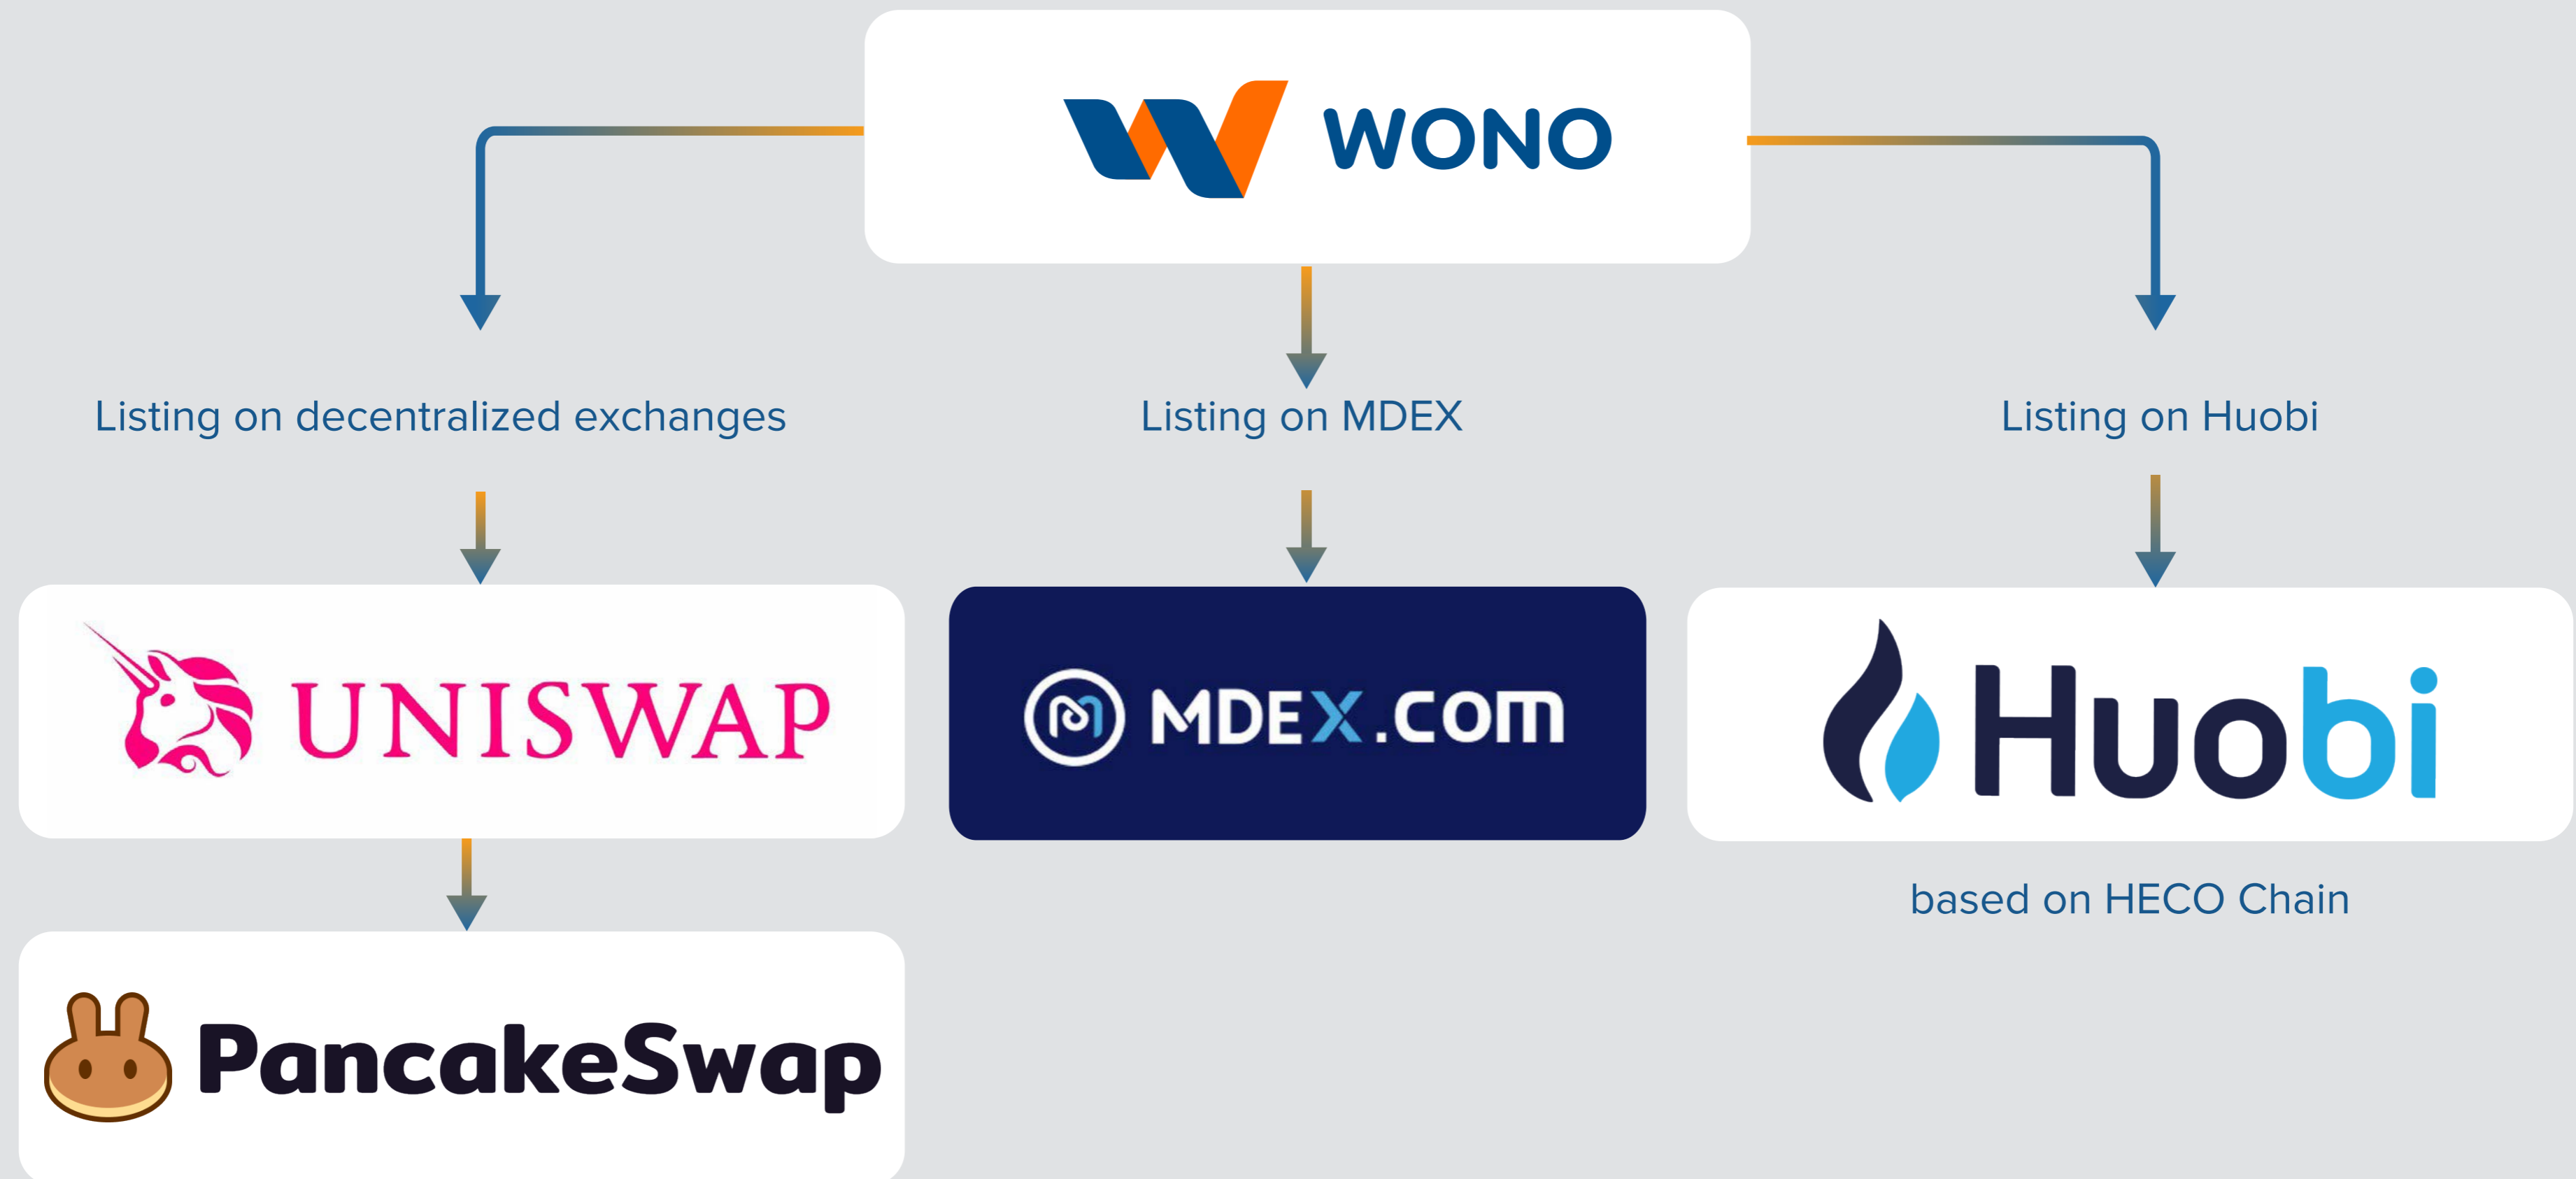 WONO
Listing on decentralized exchanges
Listing on MDEX
Listing on Huobi
UNISWAP
MDEX.COM
Huobi
based on HECO Chain
PancakeSwap